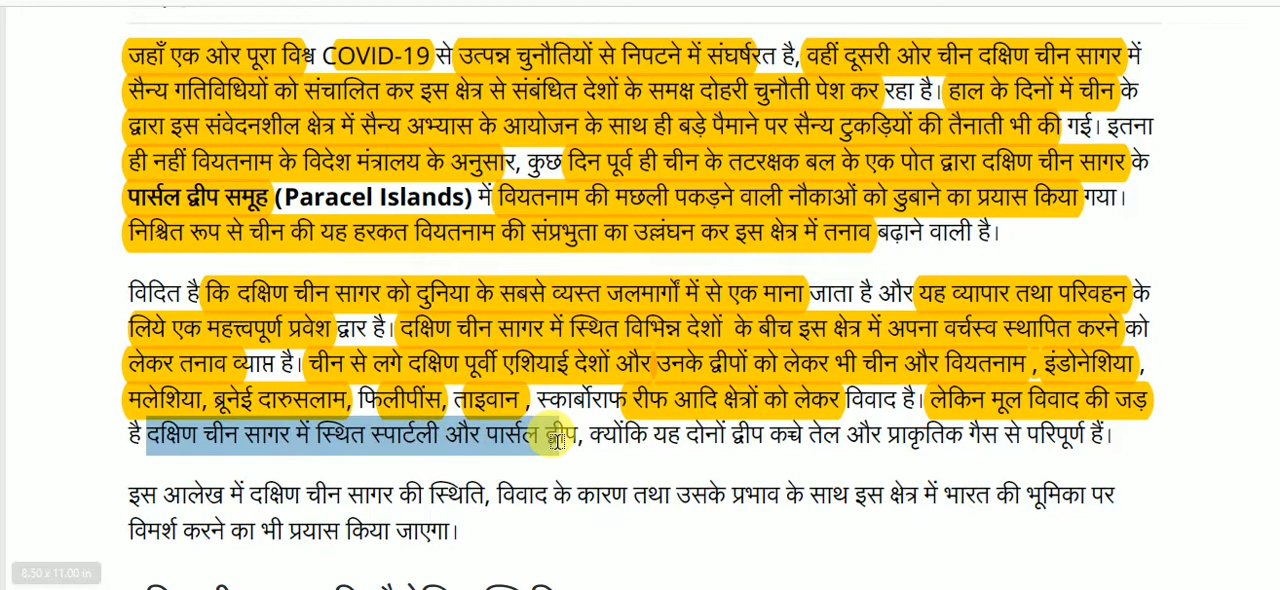 जहाँ एक ओर पूरा विश्व COVID-19 से उत्पन्न चुनौतियों से निपटने में संघर्षरत है, वहीं दूसरी ओर चीन दक्षिण चीन सागर में
सैन्य गतिविधियों को संचालित कर इस क्षेत्र से संबंधित देशों के समक्ष दोहरी चुनौती पेश कर रहा है। हाल के दिनों में चीन के
द्वारा इस संवेदनशील क्षेत्र में सैन्य अभ्यास के आयोजन के साथ ही बड़े पैमाने पर सैन्य टुकड़ियों की तैनाती भी की गई। इतना
ही नहीं वियतनाम के विदेश मंत्रालय के अनुसार, कुछ दिन पूर्व ही चीन के तटरक्षक बल के एक पोत द्वारा दक्षिण चीन सागर के
पार्सल द्वीप समूह (Paracel Islands) में वियतनाम की मछली पकड़ने वाली नौकाओं को डुबाने का प्रयास किया गया।
निश्चित रूप से चीन की यह हरकत वियतनाम की संप्रभुता का उल्लंघन कर इस क्षेत्र में तनाव बढ़ाने वाली है।
विदित है कि दक्षिण चीन सागर को दुनिया के सबसे व्यस्त जलमार्गों में से एक माना जाता है और यह व्यापार तथा परिवहन के
लिये एक महत्त्वपूर्ण प्रवेश द्वार है। दक्षिण चीन सागर में स्थित विभिन्न देशों के बीच इस क्षेत्र में अपना वर्चस्व स्थापित करने को
लेकर तनाव व्याप्त है। चीन से लगे दक्षिण पूर्वी एशियाई देशों और उनके द्वीपों को लेकर भी चीन और वियतनाम , इंडोनेशिया ,
मलेशिया, ब्रूनेई दारुसलाम, फिलीपींस, ताइवान , स्कार्बोराफ रीफ आदि क्षेत्रों को लेकर विवाद है। लेकिन मूल विवाद की जड़
है दक्षिण चीन सागर में स्थित स्पार्टली और पार्सल द्वीप, क्योंकि यह दोनों द्वीप कच्चे तेल और प्राकृतिक गैस से परिपूर्ण हैं।
इस आलेख में दक्षिण चीन सागर की स्थिति, विवाद के कारण तथा उसके प्रभाव के साथ इस क्षेत्र में भारत की भूमिका पर
विमर्श करने का भी प्रयास किया जाएगा।
8.50 x 11.00 in